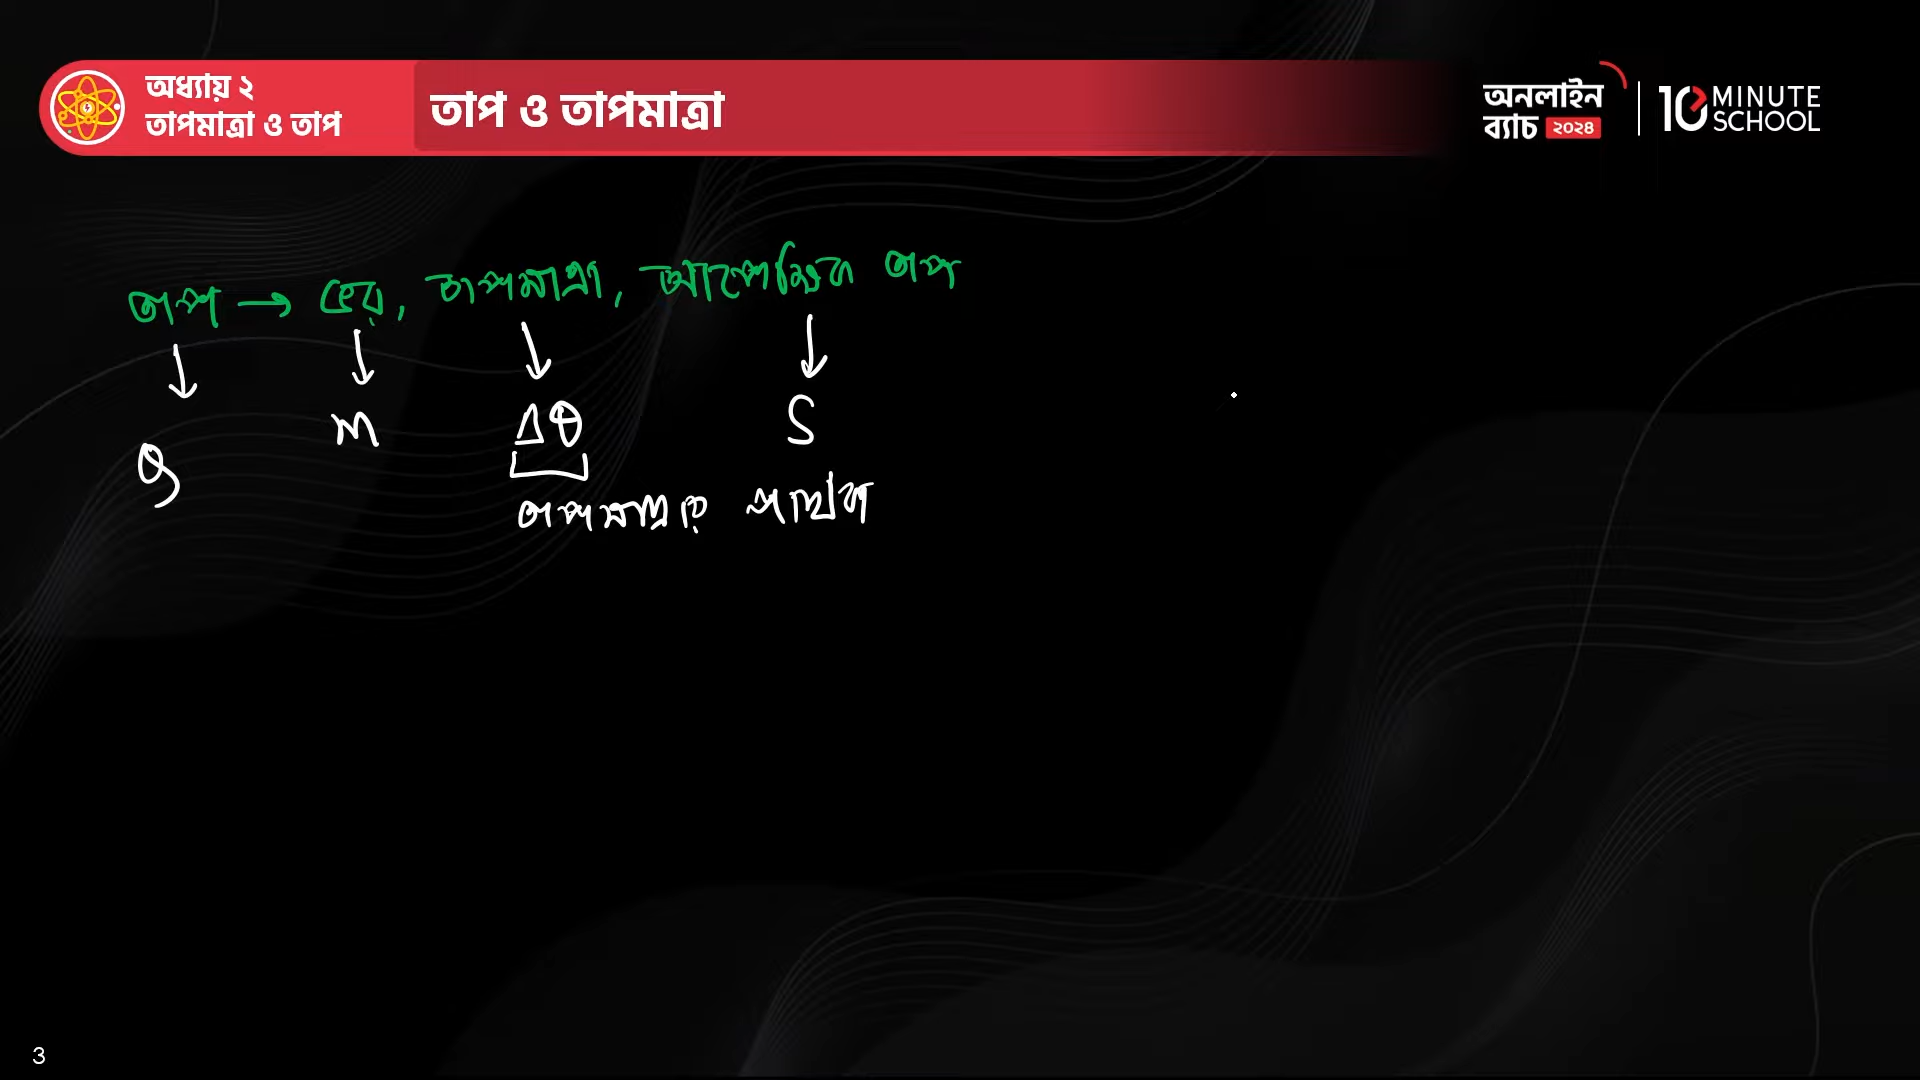 অধ্যায় ২
তাপমাত্রা ও তাপ
তাপ ও তাপমাত্রা
অনলাইন
ব্যাচ ২০২৪
10 MINUTE
SCHOOL
তাপ → ভর, তাপমাত্রা, আপেক্ষিক তাপ
↓ ↓ ↓ ↓
Q m Δθ S
তাপমাত্রার পার্থক্য
3